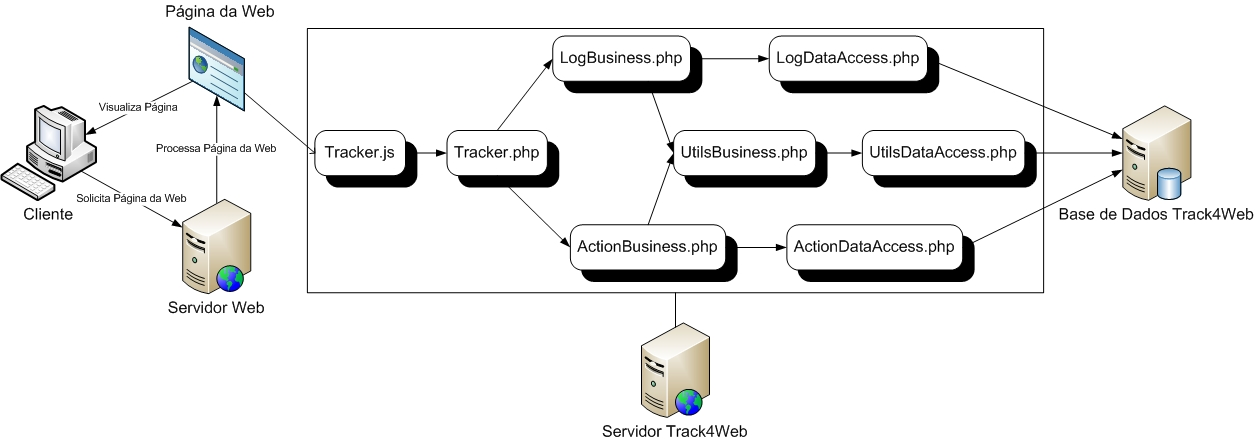 Página da Web
Visualiza Página
Processa Página da Web
Cliente
Solicita Página da Web
Servidor Web
Tracker.js
Tracker.php
LogBusiness.php
LogDataAccess.php
UtilsBusiness.php
UtilsDataAccess.php
ActionBusiness.php
ActionDataAccess.php
Base de Dados Track4Web
Servidor Track4Web